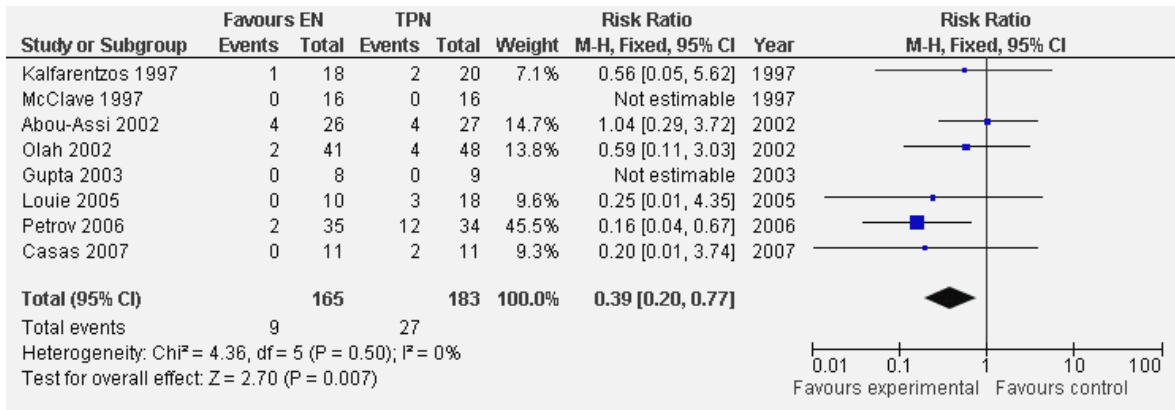 Favours EN TPN Risk Ratio Risk Ratio
Study or Subgroup Events Total Events Total Weight M-H, Fixed, 95% CI Year M-H, Fixed, 95% CI
Kalfarentzos 1997 1 18 2 20 7.1% 0.56 [0.05, 5.62] 1997
McClave 1997 0 16 0 16 Not estimable 1997
Abou-Assi 2002 4 26 4 27 14.7% 1.04 [0.29, 3.72] 2002
Olah 2002 2 41 4 48 13.8% 0.59 [0.11, 3.03] 2002
Gupta 2003 0 8 0 9 Not estimable 2003
Louie 2005 0 10 3 18 9.6% 0.25 [0.01, 4.35] 2005
Petrov 2006 2 35 12 34 45.5% 0.16 [0.04, 0.67] 2006
Casas 2007 0 11 2 11 9.3% 0.20 [0.01, 3.74] 2007
Total (95% CI) 165 183 100.0% 0.39 [0.20, 0.77]
Total events 9 27
Heterogeneity: Chi² = 4.36, df = 5 (P = 0.50); I² = 0%
Test for overall effect: Z = 2.70 (P = 0.007)
0.01 0.1 1 10 100
Favours experimental Favours control